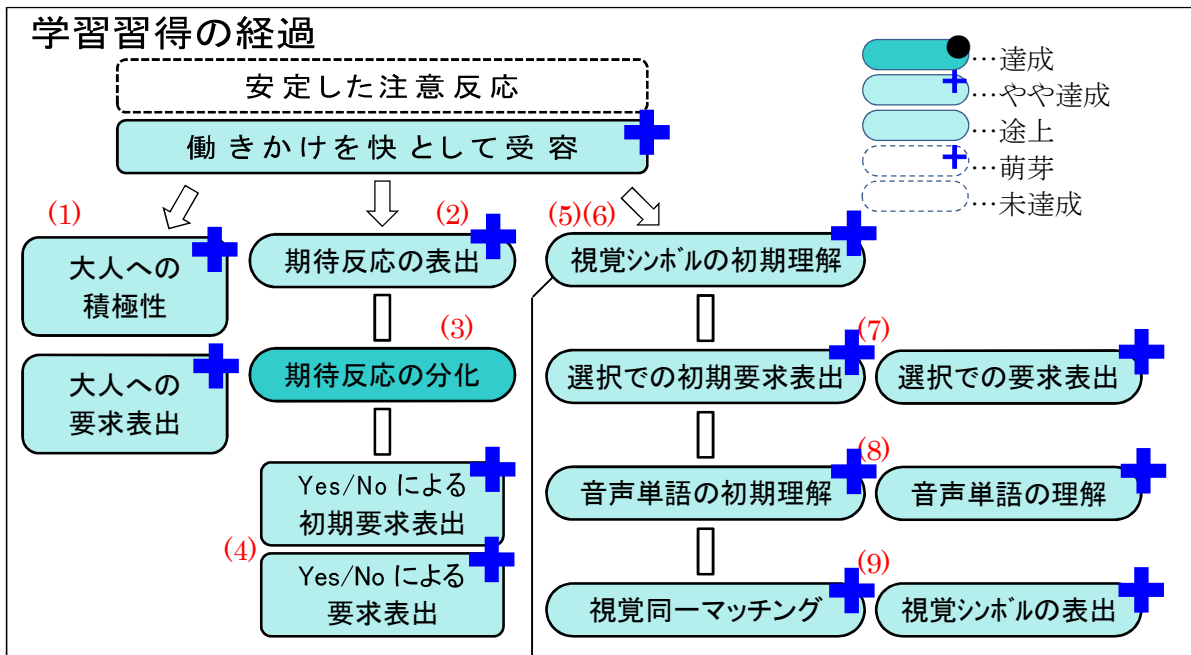 学習習得の経過
安定した注意反応
働きかけを快として受容
…達成
…やや達成
…途上
…萌芽
…未達成
(1)
大人への
積極性
大人への
要求表出
(2)
期待反応の表出
(3)
期待反応の分化
Yes/No による
初期要求表出
(4)
Yes/No による
要求表出
(5)(6)
視覚シンボルの初期理解
選択での初期要求表出
(7)
選択での要求表出
音声単語の初期理解
(8)
音声単語の理解
視覚同一マッチング
(9)
視覚シンボルの表出